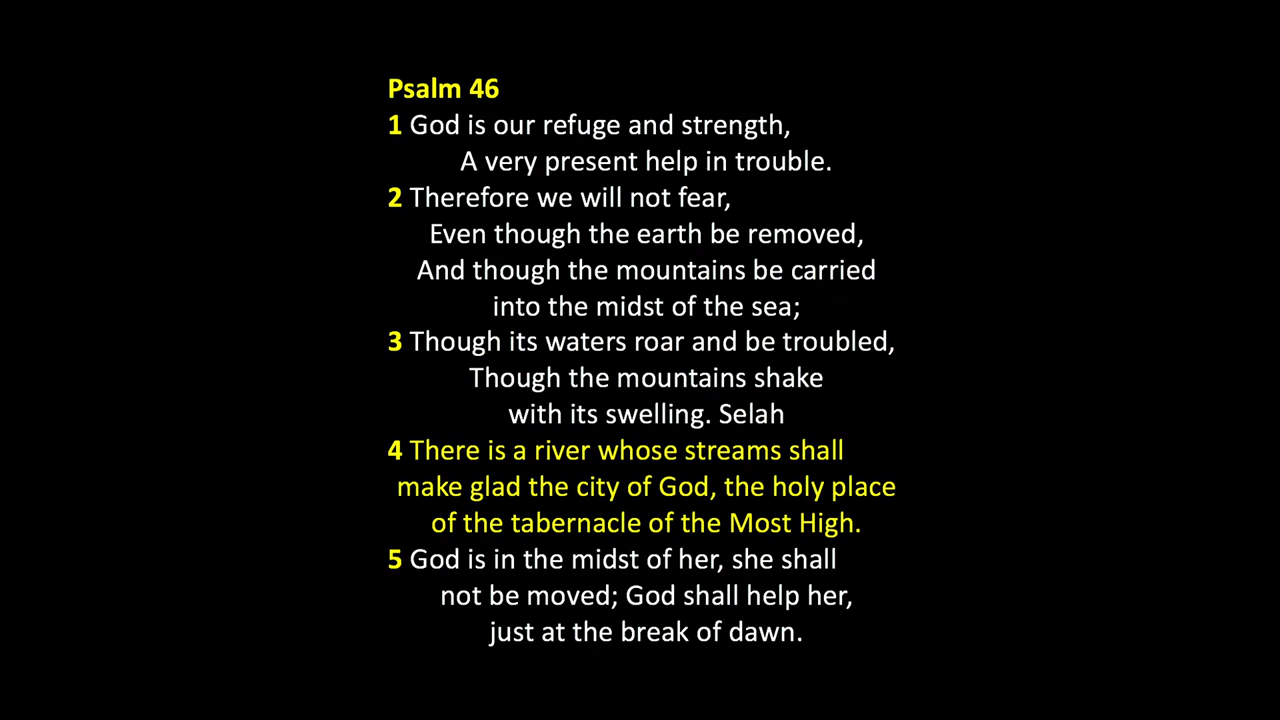 Psalm 46
1 God is our refuge and strength,
A very present help in trouble.
2 Therefore we will not fear,
Even though the earth be removed,
And though the mountains be carried
into the midst of the sea;
3 Though its waters roar and be troubled,
Though the mountains shake
with its swelling. Selah
4 There is a river whose streams shall
make glad the city of God, the holy place
of the tabernacle of the Most High.
5 God is in the midst of her, she shall
not be moved; God shall help her,
just at the break of dawn.